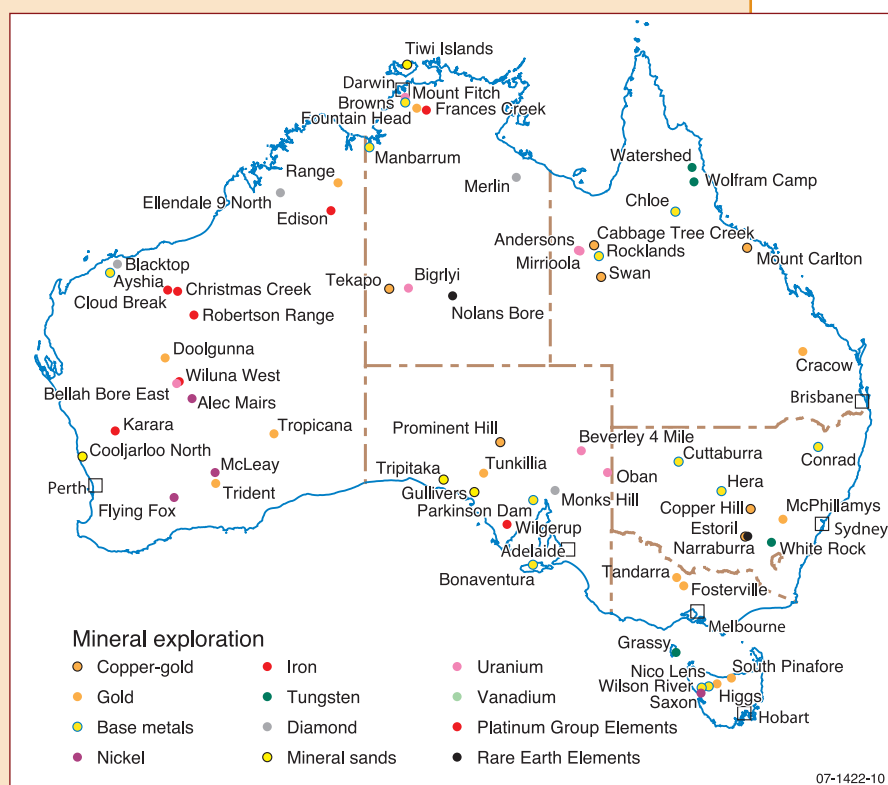 Tiwi Islands
Darwin
Mount Fitch
Browns
Frances Creek
Fountain Head
Manbarrum
Range
Merlin
Ellendale 9 North
Edison
Watershed
Wolfram Camp
Chloe
Cabbage Tree Creek
Andersons
Rocklands
Mirrioola
Mount Carlton
Swan
Blacktop
Ayshia
Cloud Break
Christmas Creek
Tekapo
Bigrlyi
Nolans Bore
Robertson Range
Doolgunna
Cracow
Wiluna West
Bellah Bore East
Alec Mairs
Brisbane
Karara
Tropicana
Prominent Hill
Cooljarloo North
Beverley 4 Mile
Cuttaburra
Conrad
McLeay
Tripitaka
Tunkillia
Oban
Hera
Perth
Trident
Gullivers
Monks Hill
Flying Fox
Parkinson Dam
Copper Hill
McPhillamys
Wilgerup
Estoril
Sydney
Adelaide
Narraburra
White Rock
Bonaventura
Tandarra
Fosterville
Melbourne
Grassy
Nico Lens
South Pinafore
Wilson River
Higgs
Saxon
Hobart
Mineral exploration
Copper-gold
Iron
Uranium
Gold
Tungsten
Vanadium
Base metals
Diamond
Platinum Group Elements
Nickel
Mineral sands
Rare Earth Elements
07-1422-10